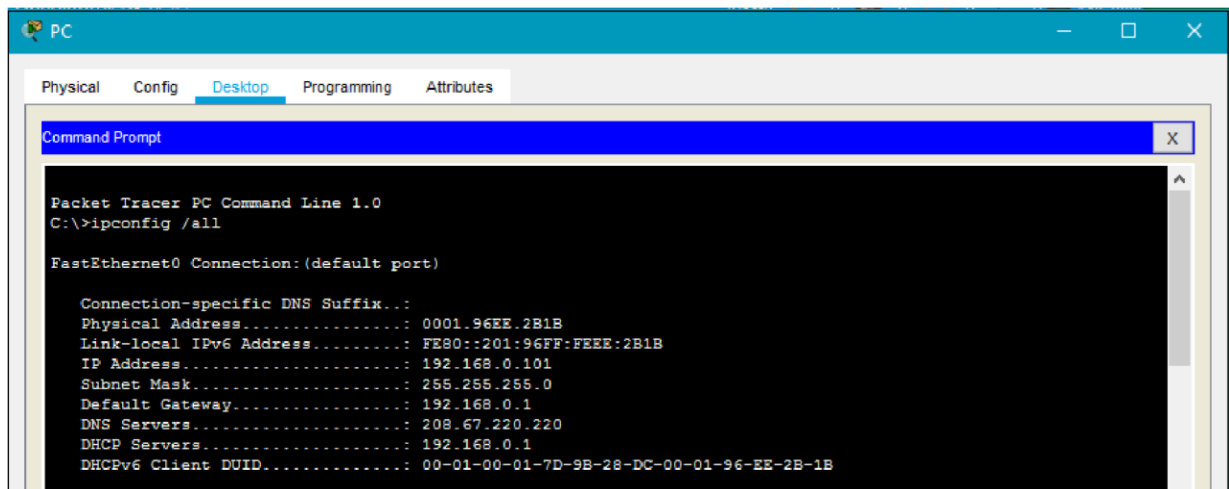 PC
Physical Config Desktop Programming Attributes
Command Prompt
X
Packet Tracer PC Command Line 1.0
C:\>ipconfig /all
FastEthernet0 Connection:(default port)
Connection-specific DNS Suffix..:
Physical Address................: 0001.96EE.2B1B
Link-local IPv6 Address.........: FE80::201:96FF:FEEE:2B1B
IP Address......................: 192.168.0.101
Subnet Mask.....................: 255.255.255.0
Default Gateway.................: 192.168.0.1
DNS Servers.....................: 208.67.220.220
DHCP Servers....................: 192.168.0.1
DHCPv6 Client DUID..............: 00-01-00-01-7D-9B-28-DC-00-01-96-EE-2B-1B